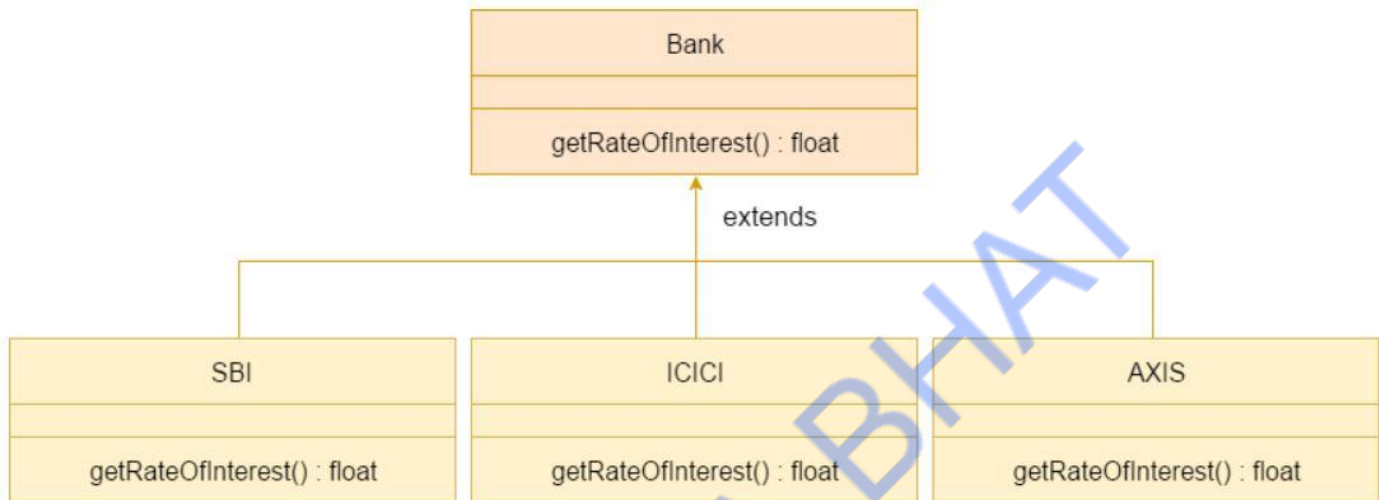 Bank
getRateOfInterest() : float
extends
SBI
ICICI
AXIS
getRateOfInterest() : float
getRateOfInterest() : float
getRateOfInterest() : float
BHAT